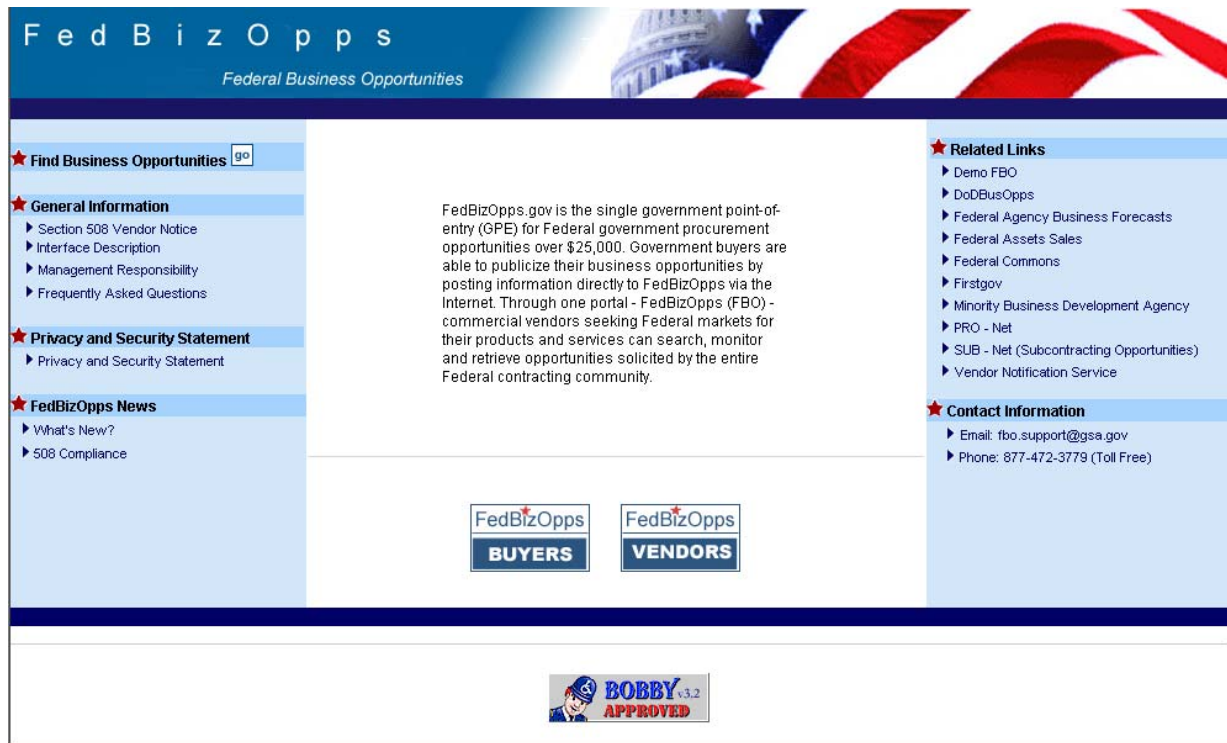 FedBizOpps
Federal Business Opportunities
Find Business Opportunities go
General Information
Section 508 Vendor Notice
Interface Description
Management Responsibility
Frequently Asked Questions
Privacy and Security Statement
Privacy and Security Statement
FedBizOpps News
What's New?
508 Compliance
FedBizOpps.gov is the single government point-of-
entry (GPE) for Federal government procurement
opportunities over $25,000. Government buyers are
able to publicize their business opportunities by
posting information directly to FedBizOpps via the
Internet. Through one portal - FedBizOpps (FBO) -
commercial vendors seeking Federal markets for
their products and services can search, monitor
and retrieve opportunities solicited by the entire
Federal contracting community.
FedBizOpps
BUYERS
FedBizOpps
VENDORS
Related Links
Demo FBO
DoDBusOpps
Federal Agency Business Forecasts
Federal Assets Sales
Federal Commons
Firstgov
Minority Business Development Agency
PRO - Net
SUB - Net (Subcontracting Opportunities)
Vendor Notification Service
Contact Information
Email: fbo.support@gsa.gov
Phone: 877-472-3779 (Toll Free)
BOBBY v3.2
APPROVED